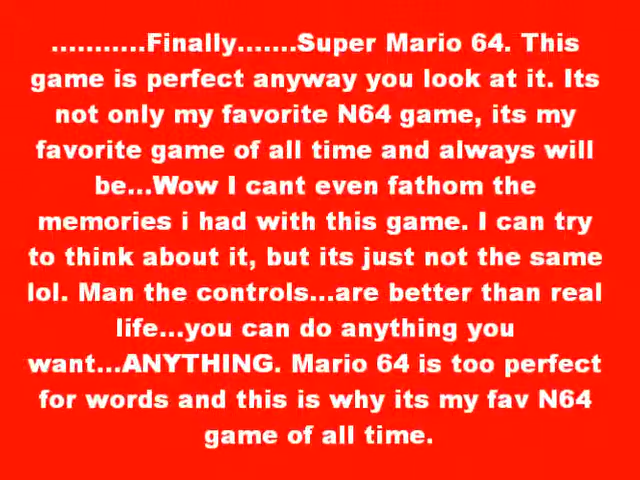 ...........Finally.......Super Mario 64. This
game is perfect anyway you look at it. Its
not only my favorite N64 game, its my
favorite game of all time and always will
be...Wow I cant even fathom the
memories i had with this game. I can try
to think about it, but its just not the same
lol. Man the controls...are better than real
life...you can do anything you
want...ANYTHING. Mario 64 is too perfect
for words and this is why its my fav N64
game of all time.